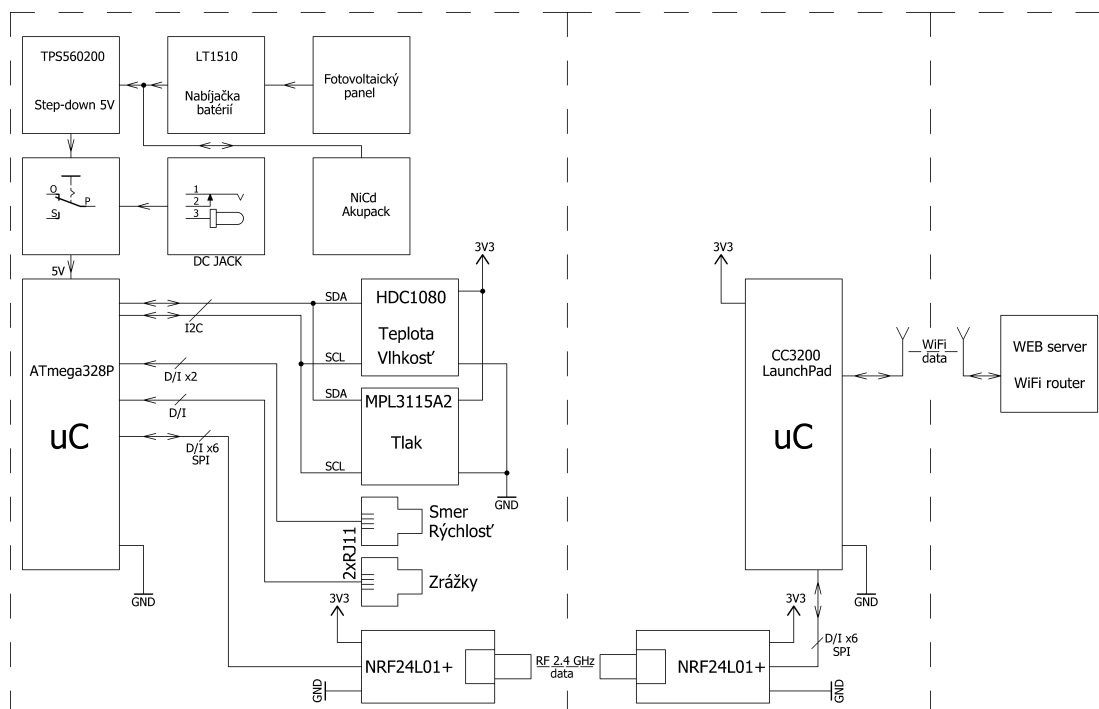 TPS560200
Step-down 5V
LT1510
Nabíjačka
batérií
Fotovoltaický
panel
O
S
P
1
2
3
DC JACK
NiCd
Akupack
5V
ATmega328P
uC
I2C
D/I x2
D/I
D/I x6
SPI
GND
SDA
SCL
SDA
SCL
3V3
HDC1080
Teplota
Vlhkosť
MPL3115A2
Tlak
GND
2xRJ11
Smer
Rýchlosť
Zrážky
3V3
NRF24L01+
GND
RF 2.4 GHz
data
3V3
NRF24L01+
GND
D/I x6
SPI
3V3
CC3200
LaunchPad
uC
GND
WiFi
data
WEB server
WiFi router